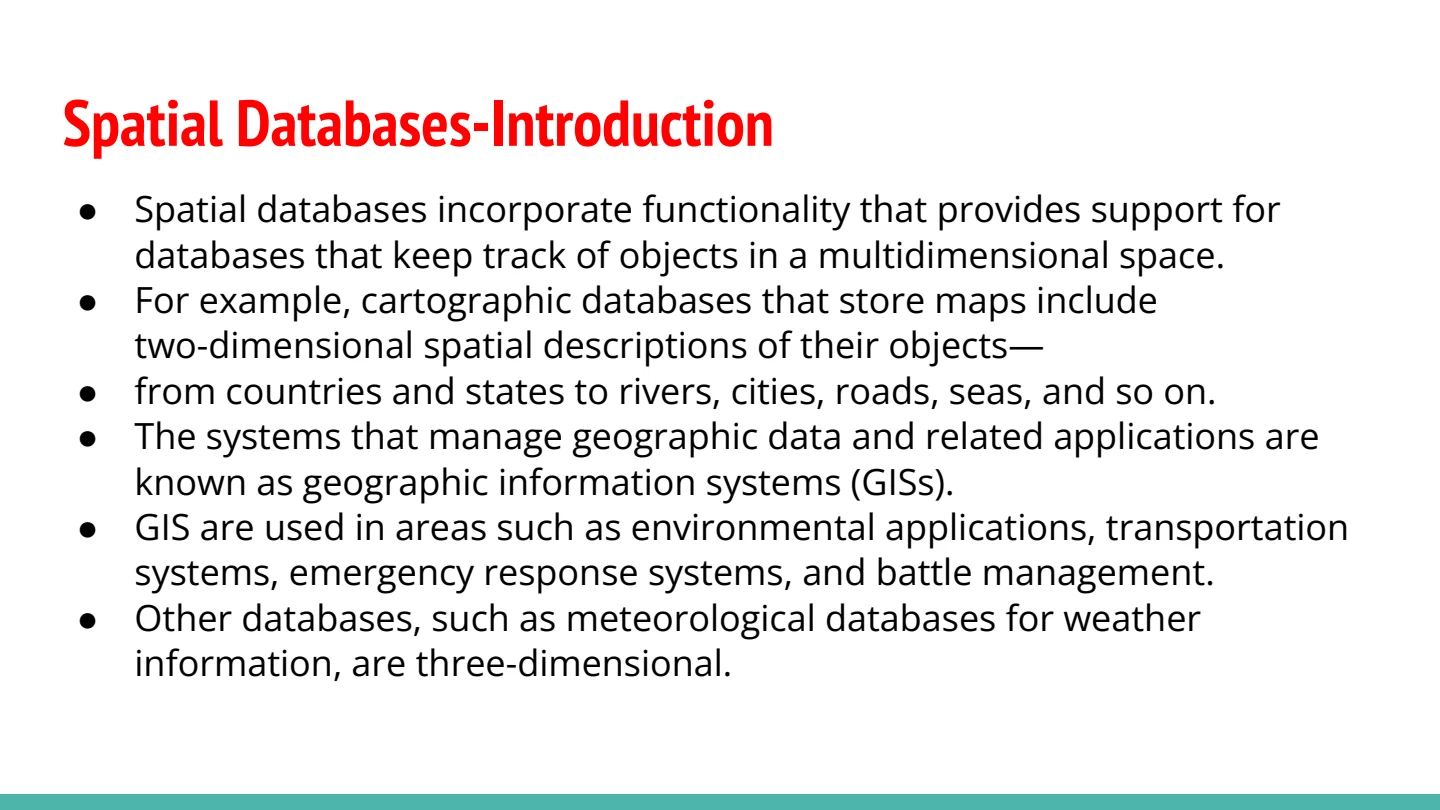 Spatial Databases-Introduction
● Spatial databases incorporate functionality that provides support for
databases that keep track of objects in a multidimensional space.
● For example, cartographic databases that store maps include
two-dimensional spatial descriptions of their objects—
● from countries and states to rivers, cities, roads, seas, and so on.
● The systems that manage geographic data and related applications are
known as geographic information systems (GISs).
● GIS are used in areas such as environmental applications, transportation
systems, emergency response systems, and battle management.
● Other databases, such as meteorological databases for weather
information, are three-dimensional.